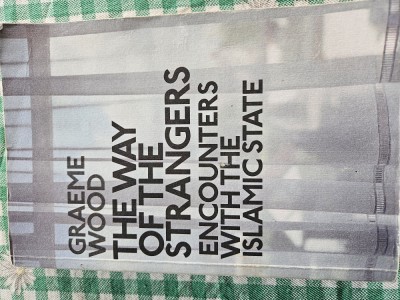 GRAEME
WOOD
THE WAY
OF THE
STRANGERS
ENCOUNTERS
WITH THE
ISLAMIC STATE